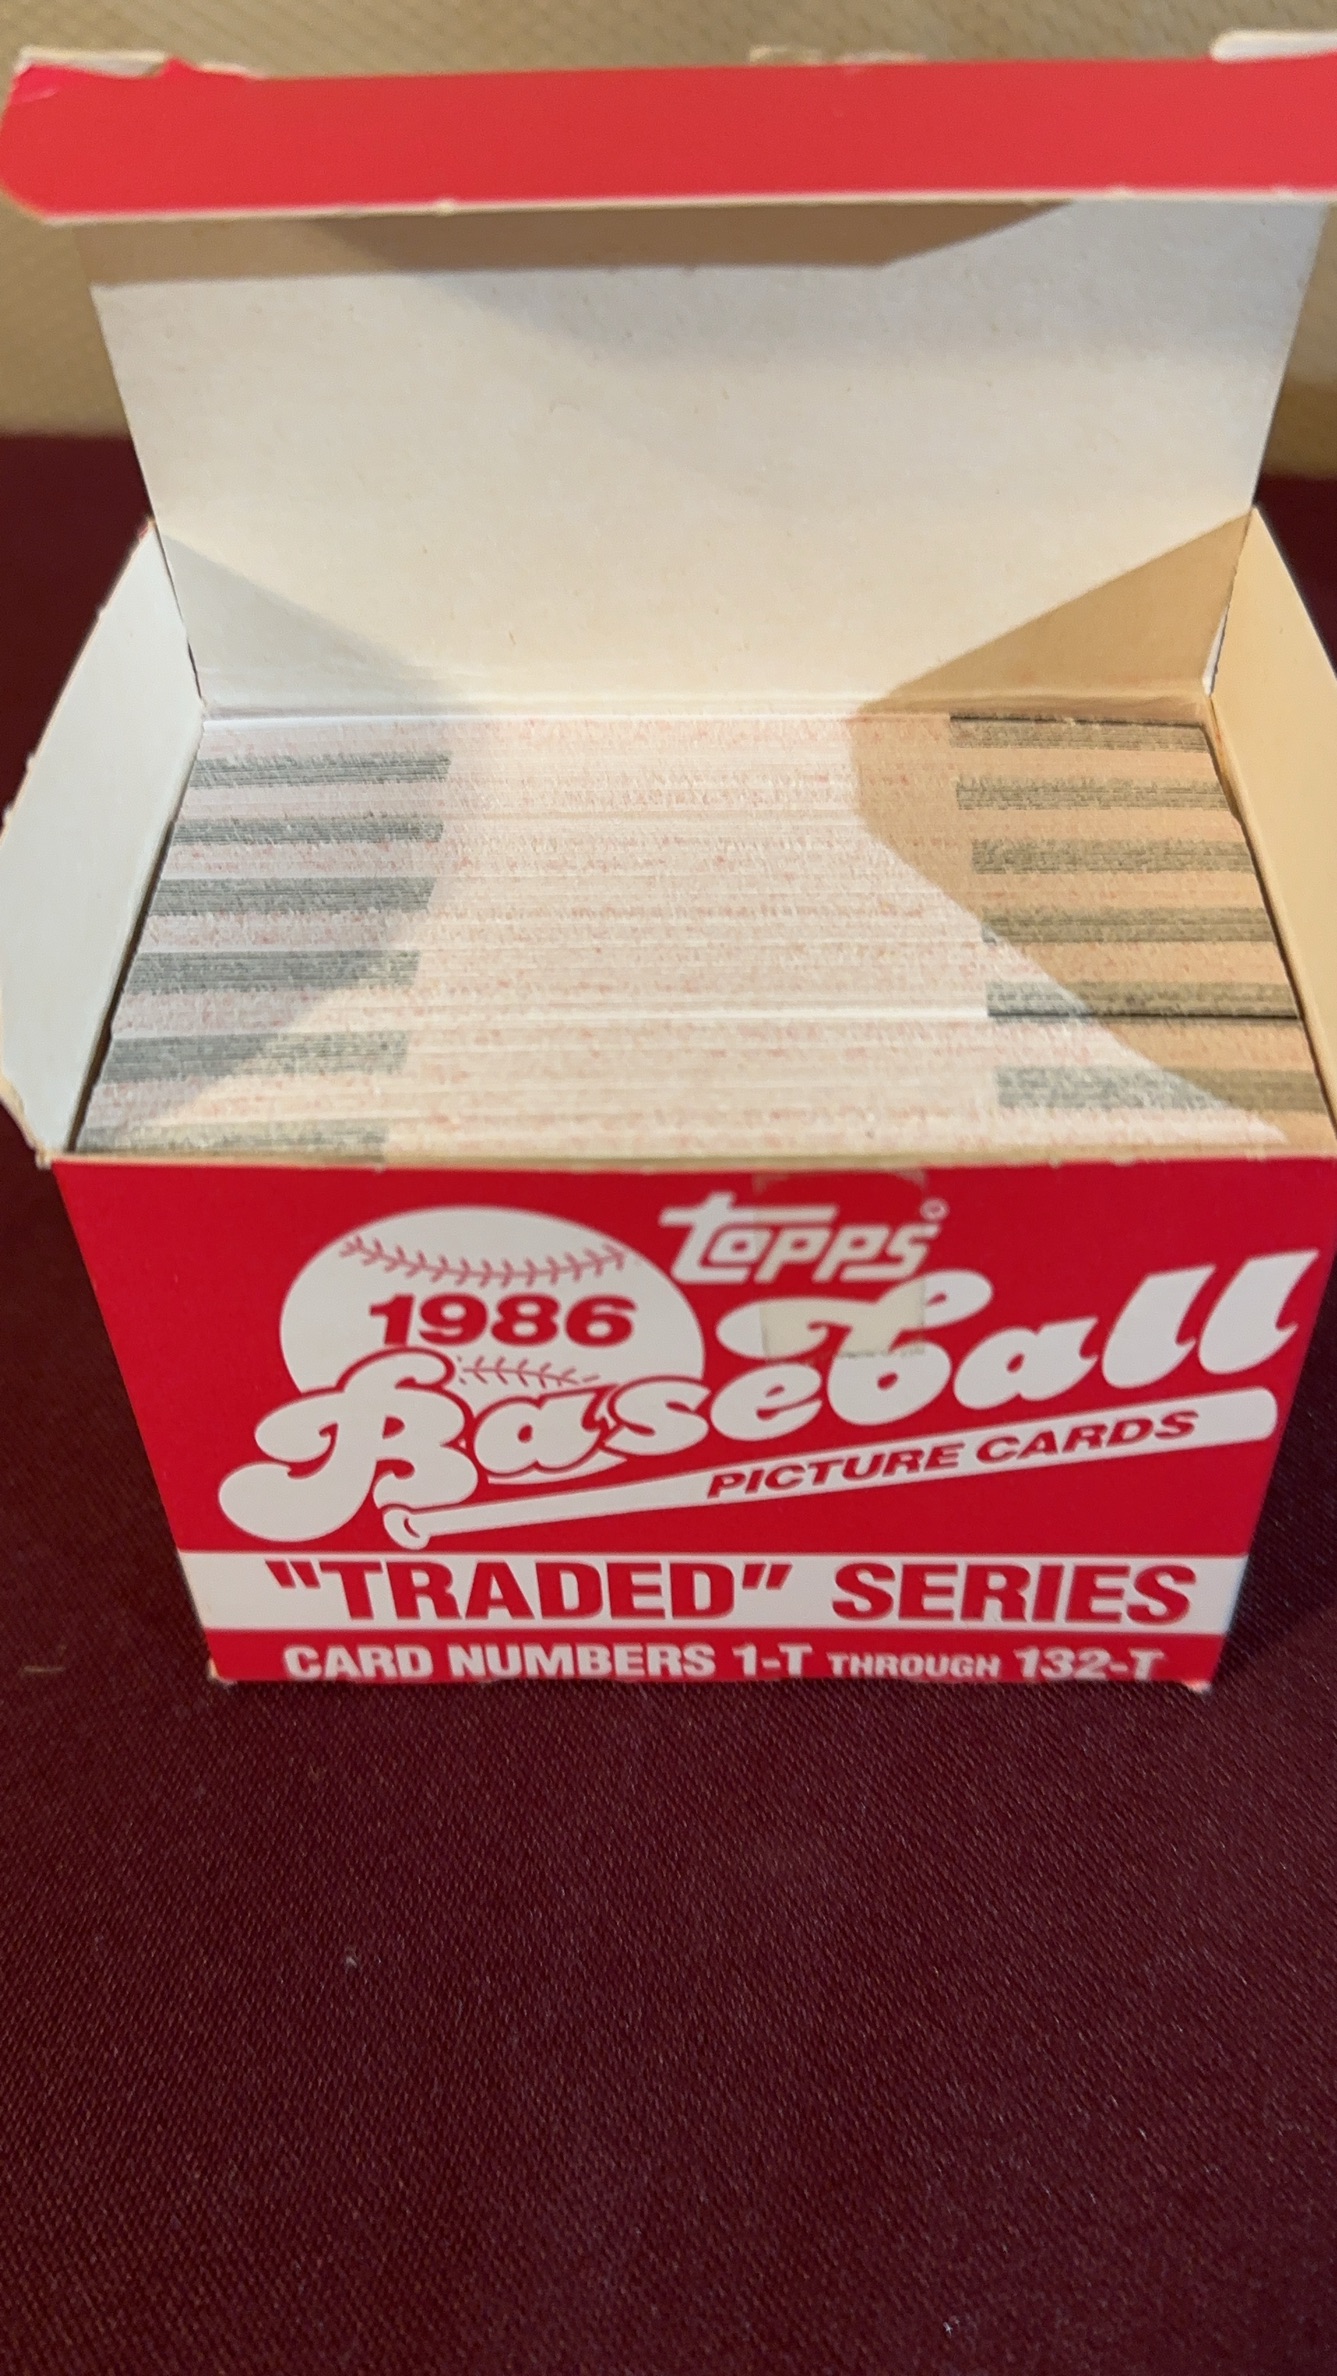 topps©
1986
Baseball
PICTURE CARDS
"TRADED" SERIES
CARD NUMBERS 1-T THROUGH 132-T